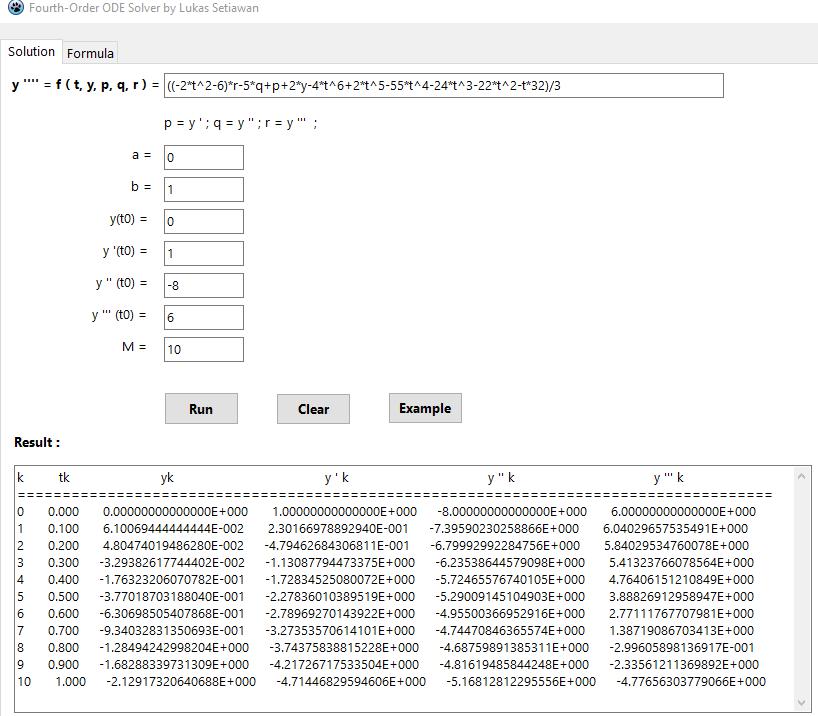 Fourth-Order ODE Solver by Lukas Setiawan
Solution Formula
y '''' = f ( t, y, p, q, r ) = ((-2*t^2-6)*r-5*q+p+2*y-4*t^6+2*t^5-55*t^4-24*t^3-22*t^2-t*32)/3
p = y ' ; q = y '' ; r = y ''' ;
a = 0
b = 1
y(t0) = 0
y '(t0) = 1
y '' (t0) = -8
y ''' (t0) = 6
M = 10
Run Clear Example
Result :
k tk yk y ' k y '' k y ''' k
====================================================================================
0 0.000 0.00000000000000E+000 1.00000000000000E+000 -8.00000000000000E+000 6.00000000000000E+000
1 0.100 6.10069444444444E-002 2.30166978892940E-001 -7.39590230258866E+000 6.04029657535491E+000
2 0.200 4.80474019486280E-002 -4.79462684306811E-001 -6.79992992284756E+000 5.84029534760078E+000
3 0.300 -3.29382617744402E-002 -1.13087794473375E+000 -6.23538644579098E+000 5.41323766078564E+000
4 0.400 -1.76323206070782E-001 -1.72834525080072E+000 -5.72465576740105E+000 4.76406151210849E+000
5 0.500 -3.77018703188040E-001 -2.27836010389519E+000 -5.29009145104903E+000 3.88826912958947E+000
6 0.600 -6.30698505407868E-001 -2.78969270143922E+000 -4.95500366952916E+000 2.77111767707981E+000
7 0.700 -9.34032831350693E-001 -3.27353570614101E+000 -4.74470846365574E+000 1.38719086703413E+000
8 0.800 -1.28494242998204E+000 -3.74375838815228E+000 -4.68759891385311E+000 -2.99605898136917E-001
9 0.900 -1.68288339731309E+000 -4.21726717533504E+000 -4.81619485844248E+000 -2.33561211369892E+000
10 1.000 -2.12917320640688E+000 -4.71446829594606E+000 -5.16812812295556E+000 -4.77656303779066E+000